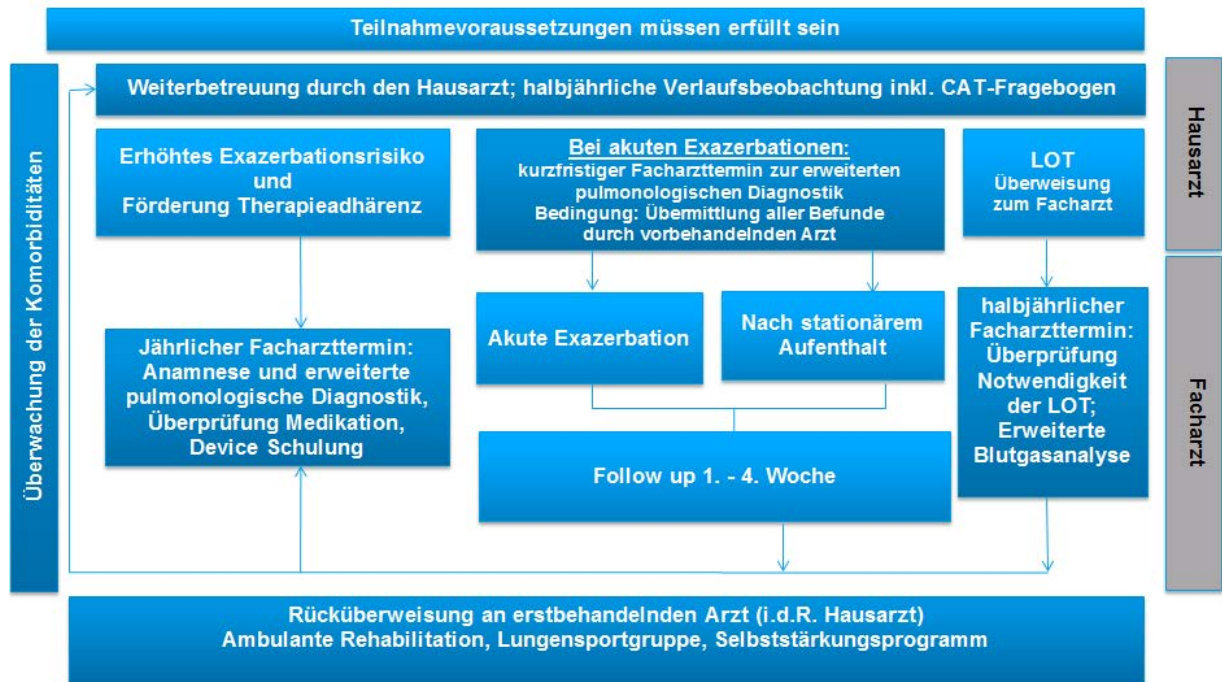 Teilnahmevoraussetzungen müssen erfüllt sein
Überwachung der Komorbiditäten
Weiterbetreuung durch den Hausarzt; halbjährliche Verlaufsbeobachtung inkl. CAT-Fragebogen
Hausarzt
Erhöhtes Exazerbationsrisiko
und
Förderung Therapieadhärenz
Bei akuten Exazerbationen:
kurzfristiger Facharzttermin zur erweiterten
pulmonologischen Diagnostik
Bedingung: Übermittlung aller Befunde
durch vorbehandelnden Arzt
LOT
Überweisung
zum Facharzt
Facharzt
Jährlicher Facharzttermin:
Anamnese und erweiterte
pulmonologische Diagnostik,
Überprüfung Medikation,
Device Schulung
Akute Exazerbation
Nach stationärem
Aufenthalt
halbjährlicher
Facharzttermin:
Überprüfung
Notwendigkeit
der LOT;
Erweiterte
Blutgasanalyse
Follow up 1. - 4. Woche
Rücküberweisung an erstbehandelnden Arzt (i.d.R. Hausarzt)
Ambulante Rehabilitation, Lungensportgruppe, Selbststärkungsprogramm